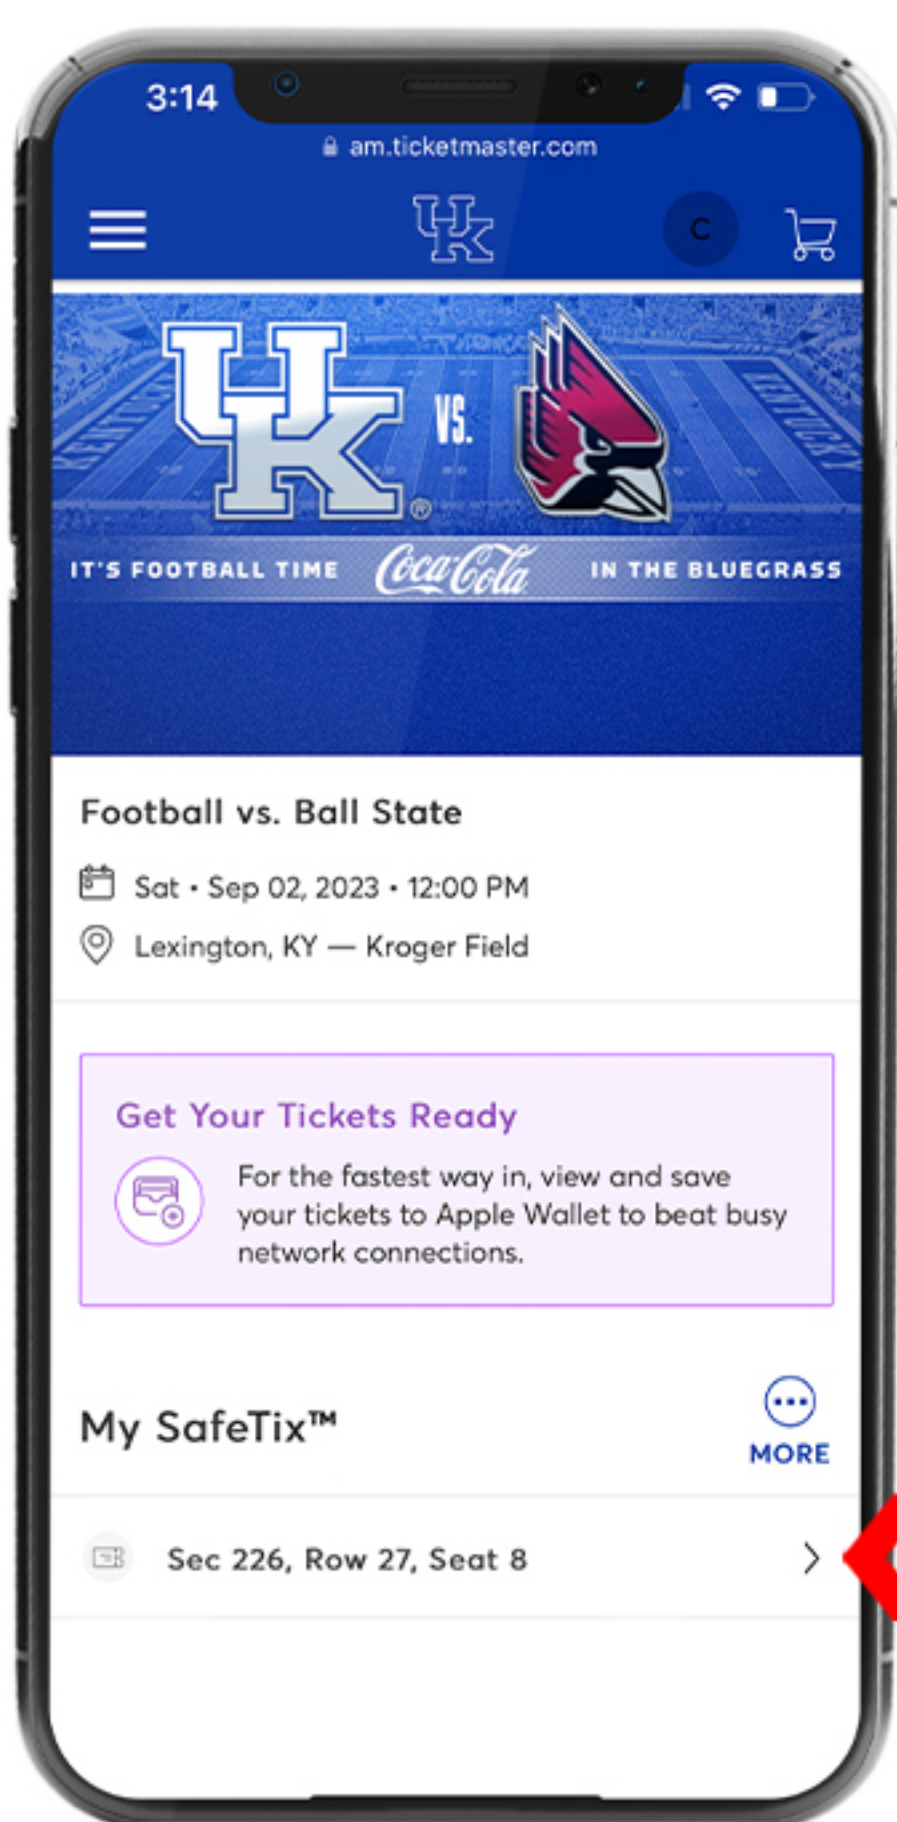 3:14
am.ticketmaster.com
UK
C
UK
VS.
®
KENTUCKY
KENTUCKY
IT'S FOOTBALL TIME Coca-Cola IN THE BLUEGRASS
Football vs. Ball State
Sat • Sep 02, 2023 • 12:00 PM
Lexington, KY — Kroger Field
Get Your Tickets Ready
For the fastest way in, view and save
your tickets to Apple Wallet to beat busy
network connections.
My SafeTix™
MORE
Sec 226, Row 27, Seat 8